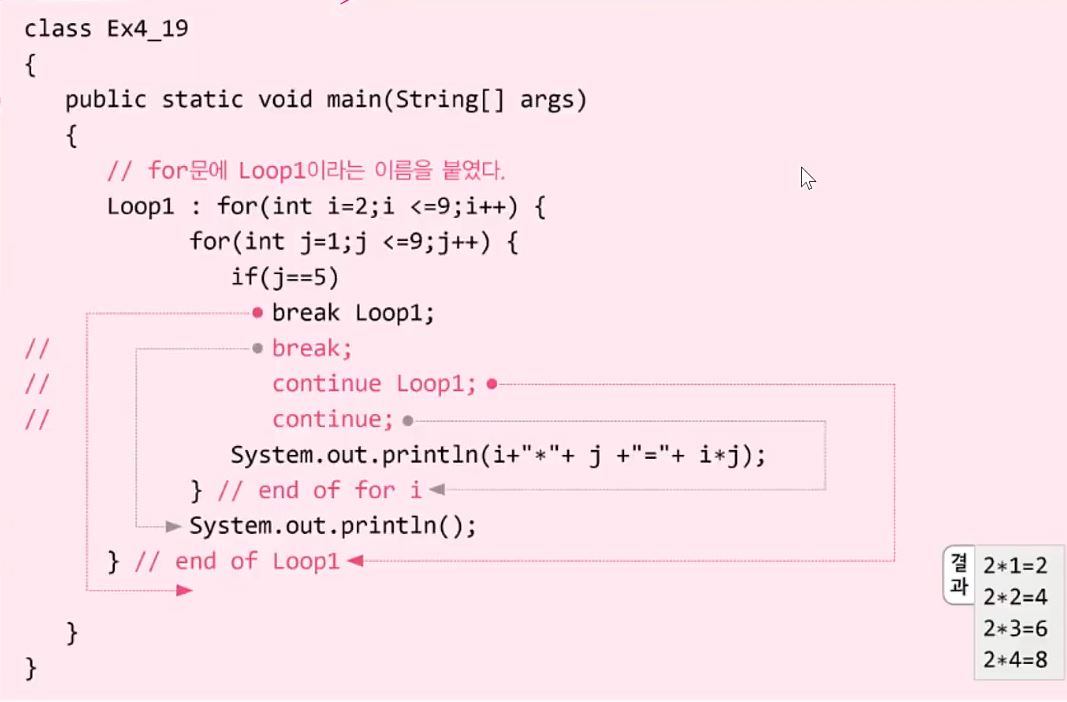 class Ex4_19
{
public static void main(String[] args)
{
// for문에 Loop1이라는 이름을 붙였다.
Loop1 : for(int i=2;i <=9;i++) {
for(int j=1;j <=9;j++) {
if(j==5)
break Loop1;
// break;
// continue Loop1;
// continue;
System.out.println(i+"*"+ j +"="+ i*j);
} // end of for i
System.out.println();
} // end of Loop1
}
}
결과
2*1=2
2*2=4
2*3=6
2*4=8